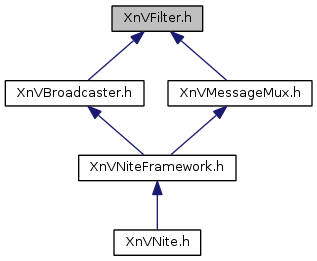 XnVFilter.h
XnVBroadcaster.h
XnVMessageMux.h
XnVNiteFramework.h
XnVNite.h